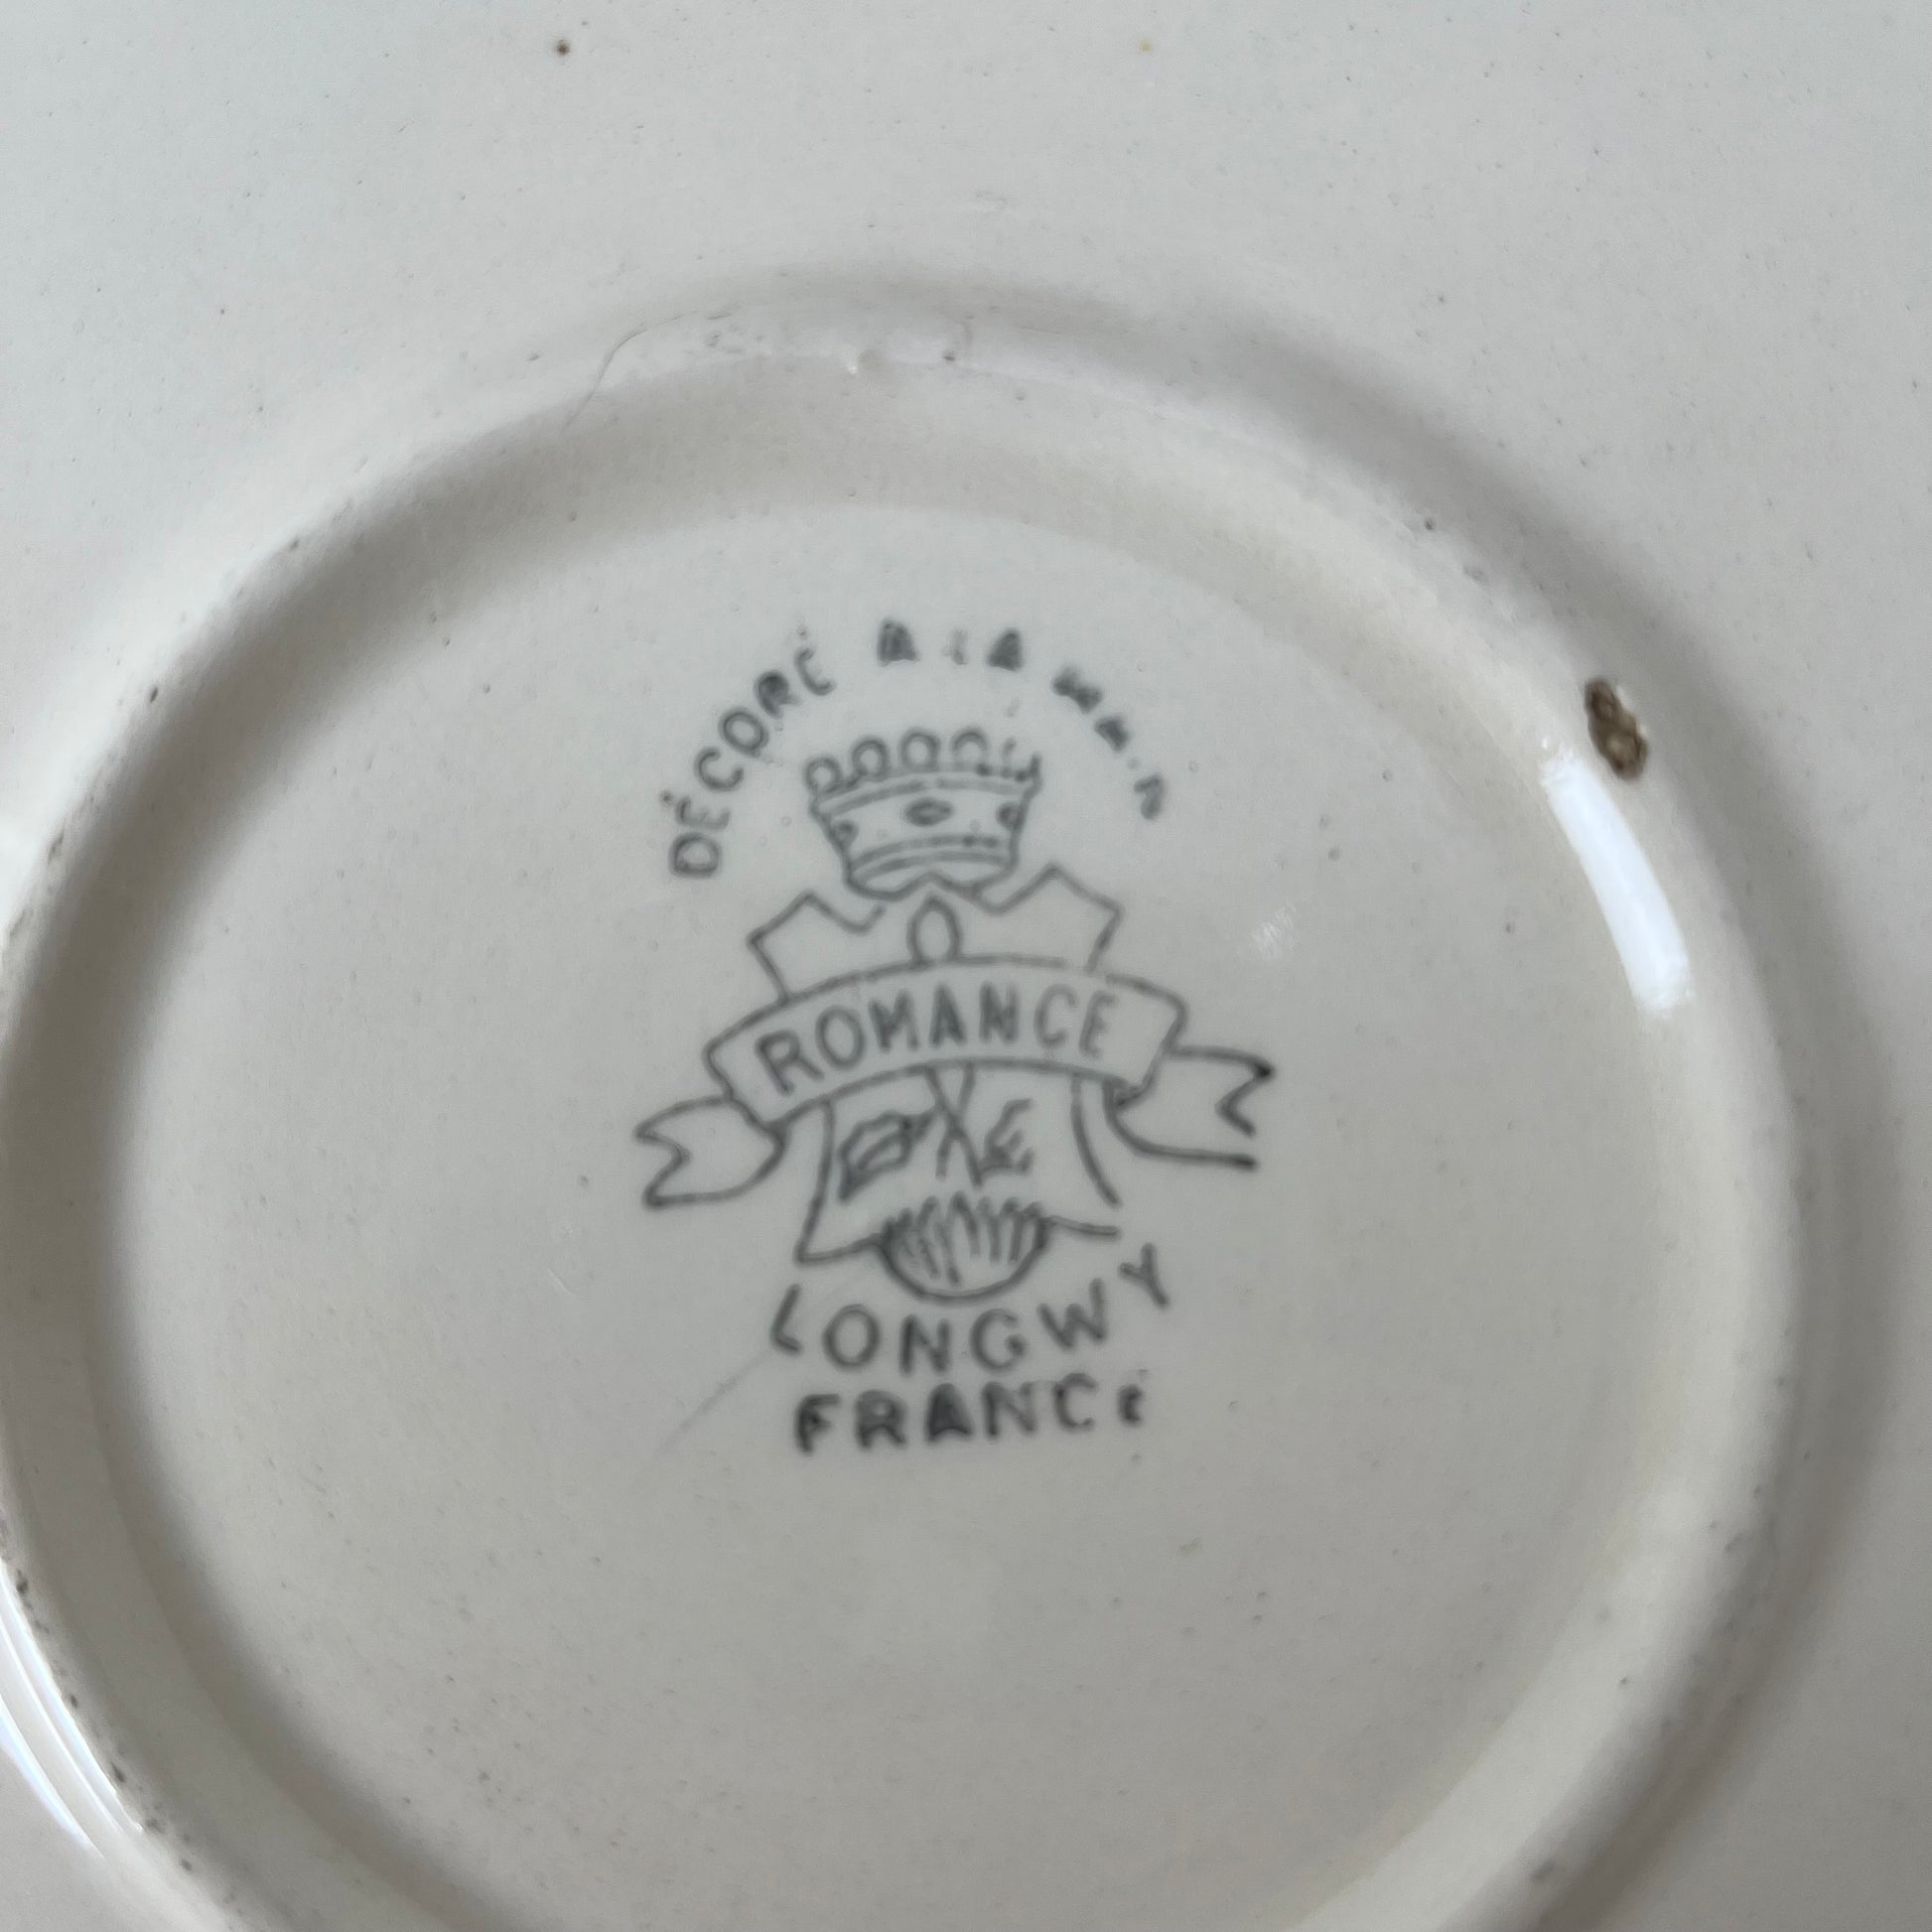 DÉCORÉ A LA MAIN
ROMANCE
LONGWY
FRANCE